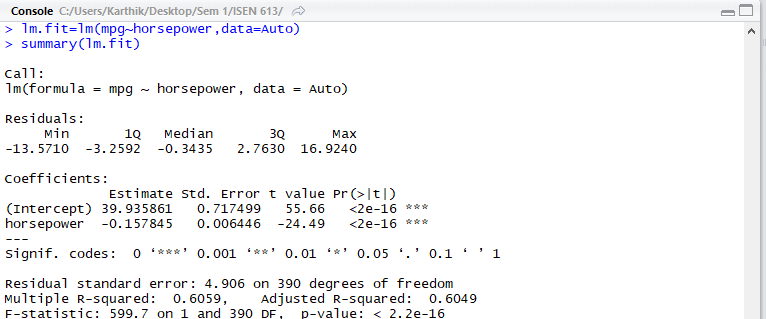 Console C:/Users/Karthik/Desktop/Sem 1/ISEN 613/
> lm.fit=lm(mpg~horsepower,data=Auto)
> summary(lm.fit)
Call:
lm(formula = mpg ~ horsepower, data = Auto)
Residuals:
     Min       1Q   Median       3Q      Max
-13.5710  -3.2592  -0.3435   2.7630  16.9240
Coefficients:
             Estimate Std. Error t value Pr(>|t|)
(Intercept) 39.935861   0.717499   55.66   <2e-16 ***
horsepower  -0.157845   0.006446  -24.49   <2e-16 ***
---
Signif. codes:  0 ‘***’ 0.001 ‘**’ 0.01 ‘*’ 0.05 ‘.’ 0.1 ‘ ’ 1
Residual standard error: 4.906 on 390 degrees of freedom
Multiple R-squared:  0.6059,    Adjusted R-squared:  0.6049
F-statistic: 599.7 on 1 and 390 DF,  p-value: < 2.2e-16